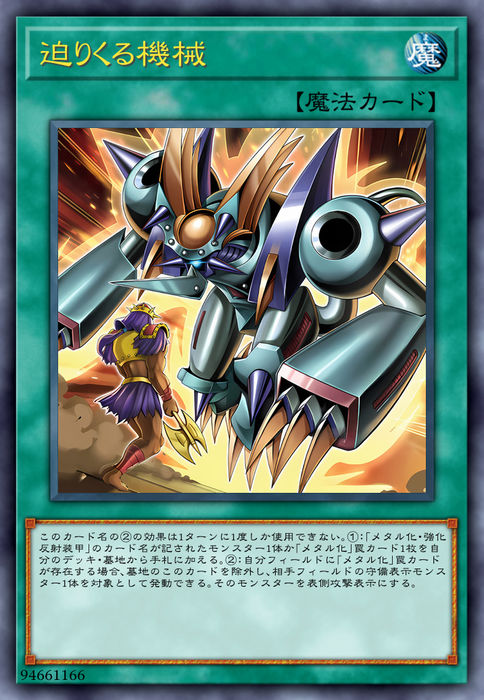 迫りくる機械
魔
【魔法カード】
このカード名の②の効果は1ターンに1度しか使用できない。①:「メタル化・強化
反射装甲」のカード名が記されたモンスター1体か「メタル化」罠カード1枚を自
分のデッキ・墓地から手札に加える。②:自分フィールドに「メタル化」罠カード
が存在する場合、墓地のこのカードを除外し、相手フィールドの守備表示モンス
ター1体を対象として発動できる。そのモンスターを表側攻撃表示にする。
94661166